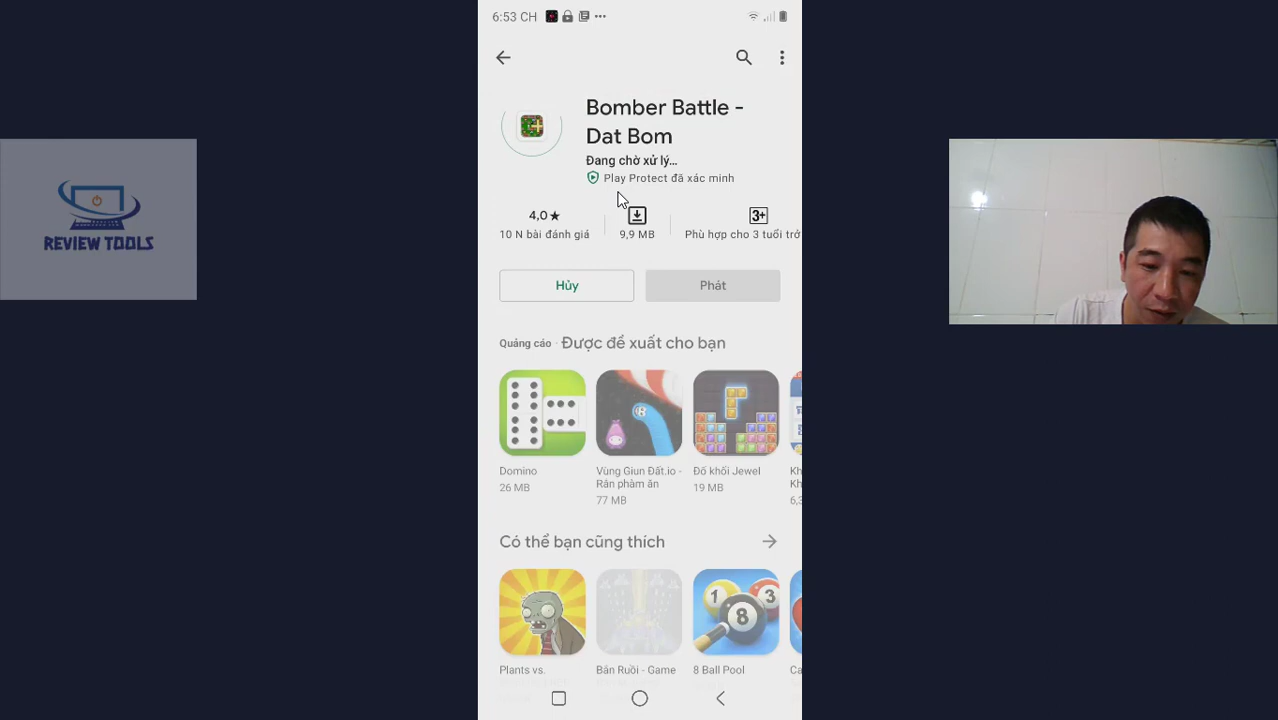 6:53 CH
Bomber Battle -
Dat Bom
Đang chờ xử lý...
Play Protect đã xác minh
4,0★
10 N bài đánh giá
9,9 MB
3+
Phù hợp cho 3 tuổi trở
Hủy
Phát
Quảng cáo · Được đề xuất cho bạn
Domino
26 MB
Vùng Giun Đất.io -
Rắn phàm ăn
77 MB
Đố khối Jewel
19 MB
Có thể bạn cũng thích
Plants vs.
Bắn Ruồi - Game
8 Ball Pool
REVIEW TOOLS